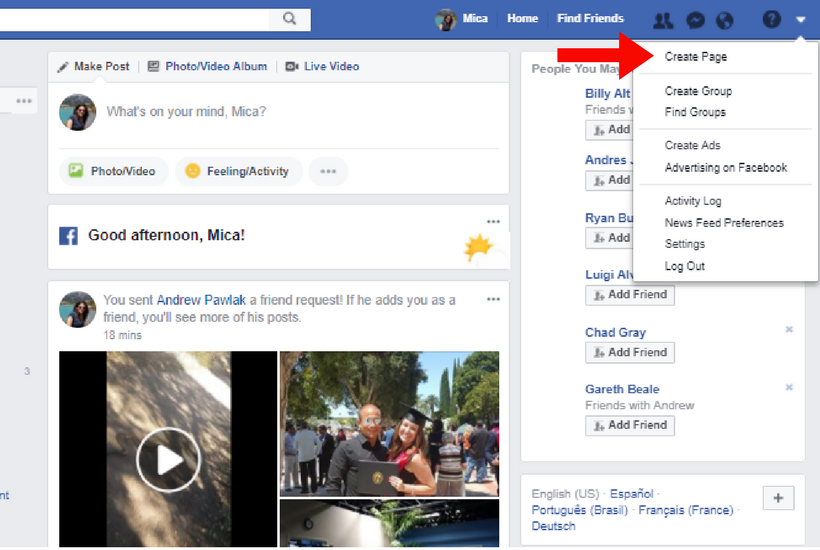 Mica
Home
Find Friends
Make Post
Photo/Video Album
Live Video
What's on your mind, Mica?
Photo/Video
Feeling/Activity
Good afternoon, Mica!
You sent Andrew Pawlak a friend request! If he adds you as a
friend, you'll see more of his posts.
18 mins
3
nt
People You May
Billy Alt
Friends
Add
Andres
Add
Ryan Bu
Add
Luigi Al
Add Friend
Chad Gray
Add Friend
Gareth Beale
Friends with Andrew
Add Friend
Create Page
Create Group
Find Groups
Create Ads
Advertising on Facebook
Activity Log
News Feed Preferences
Settings
Log Out
English (US) · Español ·
Português (Brasil) · Français (France) ·
Deutsch